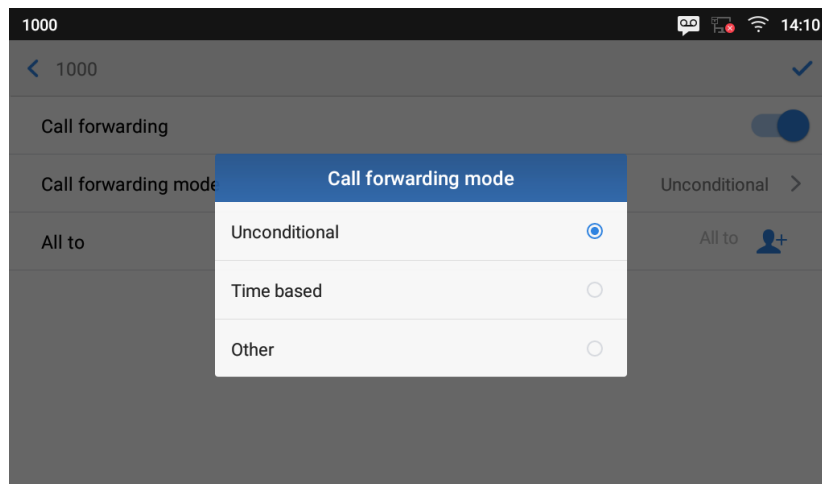 1000 14:10
1000
Call forwarding
Call forwarding mode Unconditional
All to All to
Call forwarding mode
Unconditional
Time based
Other